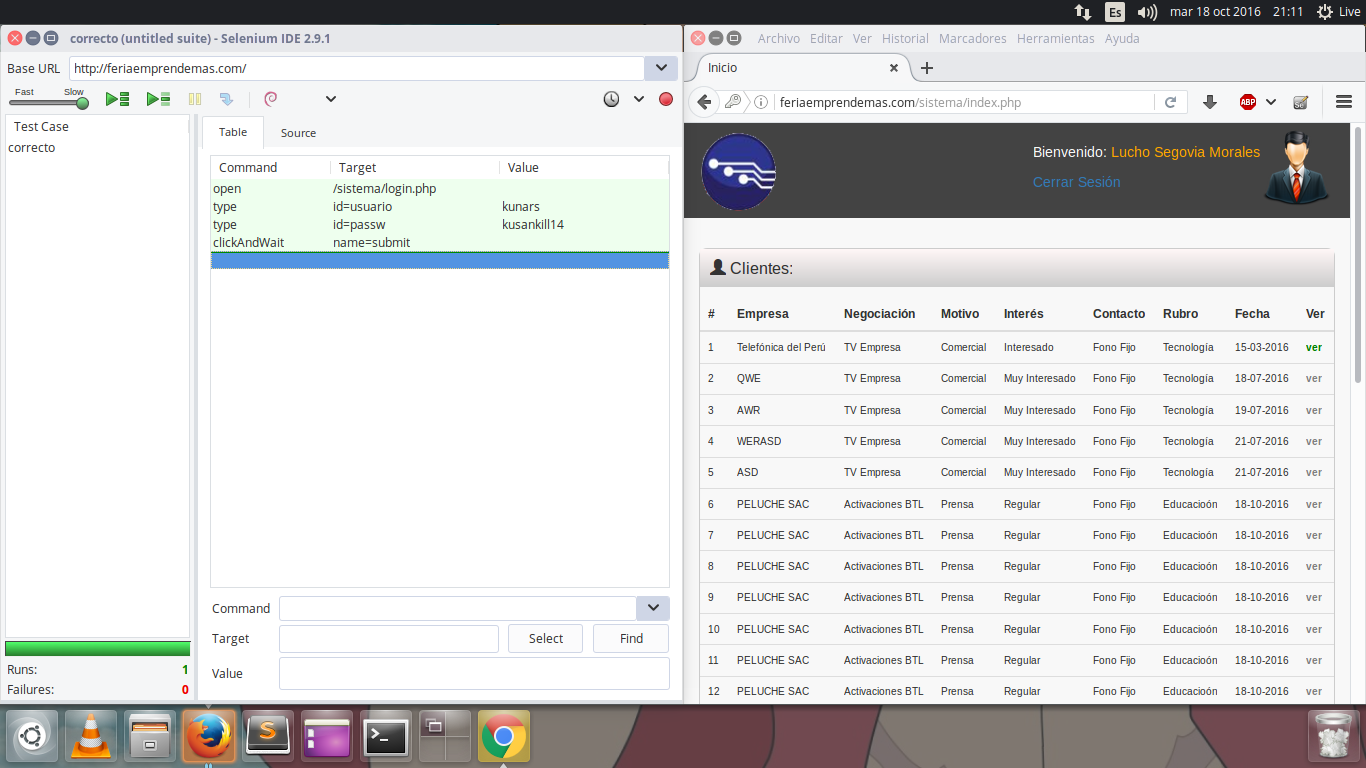 Es mar 18 oct 2016 21:11 Live
correcto (untitled suite) - Selenium IDE 2.9.1
Base URL http://feriaemprendemas.com/
Fast Slow
Test Case
correcto
Table Source
Command Target Value
open /sistema/login.php
type id=usuario kunars
type id=passw kusankill14
clickAndWait name=submit
Command
Target Select Find
Value
Runs: 1
Failures: 0
Archivo Editar Ver Historial Marcadores Herramientas Ayuda
Inicio
feriaemprendemas.com/sistema/index.php
ABP
Se
Bienvenido: Lucho Segovia Morales
Cerrar Sesión
Clientes:
# Empresa Negociación Motivo Interés Contacto Rubro Fecha Ver
1 Telefónica del Perú TV Empresa Comercial Interesado Fono Fijo Tecnología 15-03-2016 ver
2 QWE TV Empresa Comercial Muy Interesado Fono Fijo Tecnología 18-07-2016 ver
3 AWR TV Empresa Comercial Muy Interesado Fono Fijo Tecnología 19-07-2016 ver
4 WERASD TV Empresa Comercial Muy Interesado Fono Fijo Tecnología 21-07-2016 ver
5 ASD TV Empresa Comercial Muy Interesado Fono Fijo Tecnología 21-07-2016 ver
6 PELUCHE SAC Activaciones BTL Prensa Regular Fono Fijo Educacioón 18-10-2016 ver
7 PELUCHE SAC Activaciones BTL Prensa Regular Fono Fijo Educacioón 18-10-2016 ver
8 PELUCHE SAC Activaciones BTL Prensa Regular Fono Fijo Educacioón 18-10-2016 ver
9 PELUCHE SAC Activaciones BTL Prensa Regular Fono Fijo Educacioón 18-10-2016 ver
10 PELUCHE SAC Activaciones BTL Prensa Regular Fono Fijo Educacioón 18-10-2016 ver
11 PELUCHE SAC Activaciones BTL Prensa Regular Fono Fijo Educacioón 18-10-2016 ver
12 PELUCHE SAC Activaciones BTL Prensa Regular Fono Fijo Educacioón 18-10-2016 ver